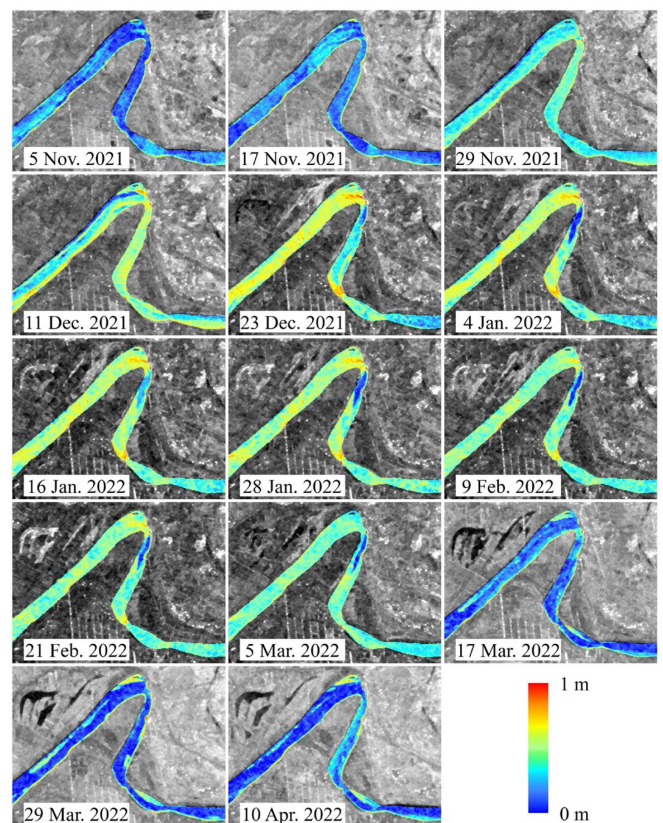 5 Nov. 2021
17 Nov. 2021
29 Nov. 2021
11 Dec. 2021
23 Dec. 2021
4 Jan. 2022
16 Jan. 2022
28 Jan. 2022
9 Feb. 2022
21 Feb. 2022
5 Mar. 2022
17 Mar. 2022
29 Mar. 2022
10 Apr. 2022
1 m
0 m